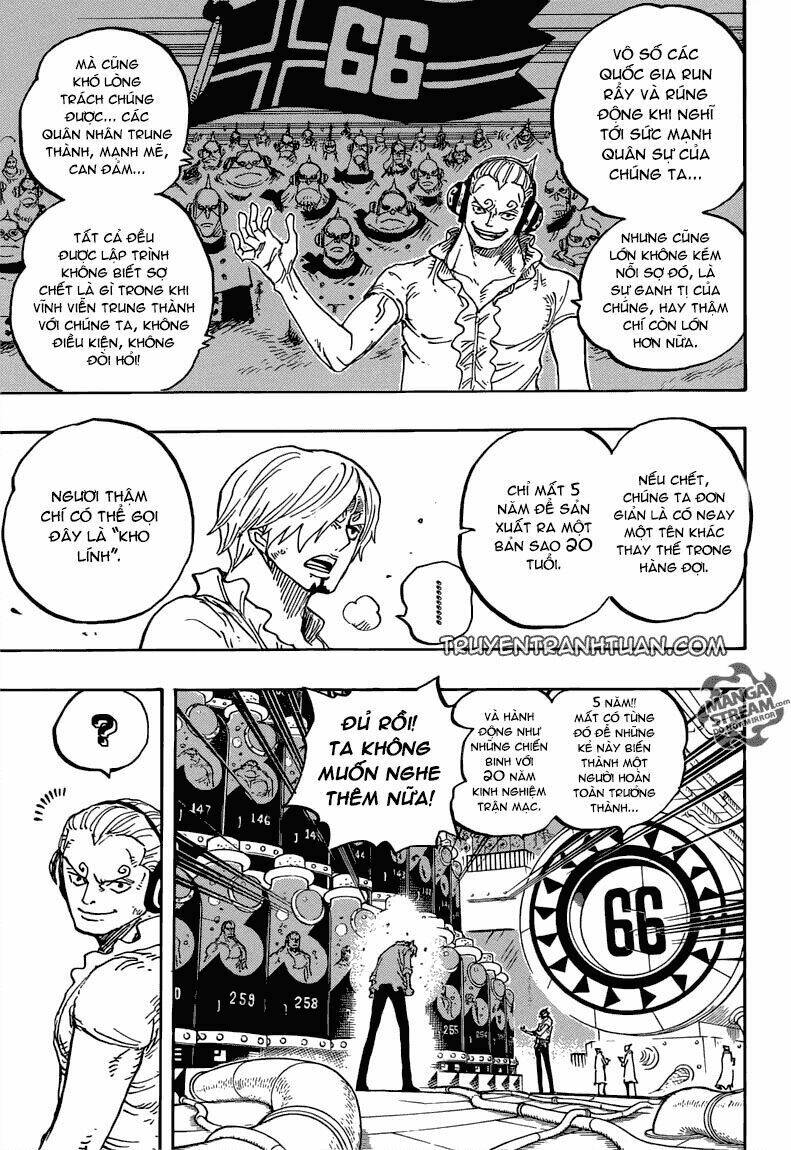 VÔ SỐ CÁC
QUỐC GIA RUN
RẨY VÀ RÚNG
ĐỘNG KHI NGHĨ
TỚI SỨC MẠNH
QUÂN SỰ CỦA
CHÚNG TA...
NHƯNG CŨNG
LỚN KHÔNG KÉM
NỖI SỢ ĐÓ, LÀ
SỰ GANH TỊ CỦA
CHÚNG, HAY THẬM
CHÍ CÒN LỚN
HƠN NỮA.
66
MÀ CŨNG
KHÓ LÒNG
TRÁCH CHÚNG
ĐƯỢC... CÁC
QUÂN NHÂN TRUNG
THÀNH, MẠNH MẼ,
CAN ĐẢM...
TẤT CẢ ĐỀU
ĐƯỢC LẬP TRÌNH
KHÔNG BIẾT SỢ
CHẾT LÀ GÌ TRONG KHI
VĨNH VIỄN TRUNG THÀNH
VỚI CHÚNG TA, KHÔNG
ĐIỀU KIỆN, KHÔNG
ĐÒI HỎI!
NẾU CHẾT,
CHÚNG TA ĐƠN
GIẢN LÀ CÓ NGAY
MỘT TÊN KHÁC
THAY THẾ TRONG
HÀNG ĐỢI.
CHỈ MẤT 5
NĂM ĐỂ SẢN
XUẤT RA MỘT
BẢN SAO 20
TUỔI.
.........
NGƯƠI THẬM
CHÍ CÓ THỂ GỌI
ĐÂY LÀ "KHO
LÍNH".
TRUYENTRANHTUAN.COM
MANGA
STREAM.com
DO NOT MIRROR
5 NĂM!!
MẤT CÓ TỪNG
ĐÓ ĐỂ NHỮNG
KẺ NÀY BIẾN
THÀNH MỘT
NGƯỜI HOÀN
TOÀN TRƯỞNG
THÀNH...
VÀ HÀNH
ĐỘNG NHƯ
NHỮNG CHIẾN
BINH VỚI
20 NĂM
KINH NGHIỆM
TRẬN MẠC.
ĐỦ RỒI!
TA KHÔNG
MUỐN NGHE
THÊM NỮA!
66
147
146
259
258
255
254
?